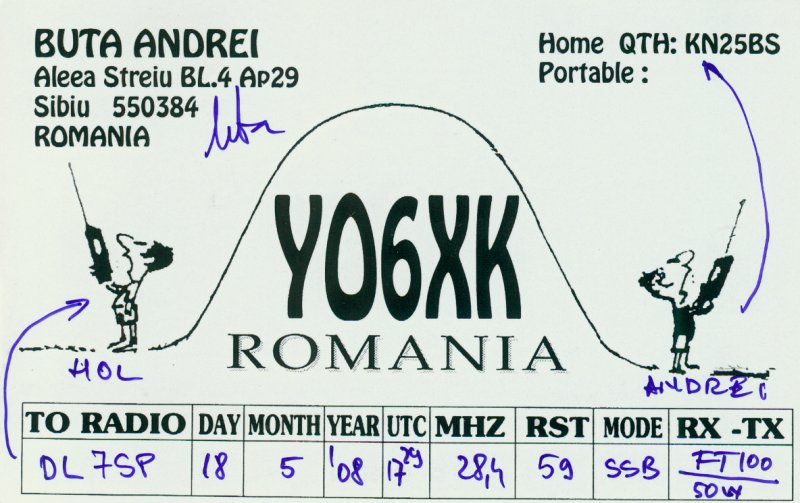 BUTA ANDREI
Aleea Streiu BL.4 Ap29
Sibiu 550384
ROMANIA
Home QTH: KN25BS
Portable :
YO6XK
ROMANIA
HOL
ANDREI
TO RADIO DAY MONTH YEAR UTC MHZ RST MODE RX -TX
DL7SP 18 5 '08 17 29 28,4 59 SSB FT100
50W